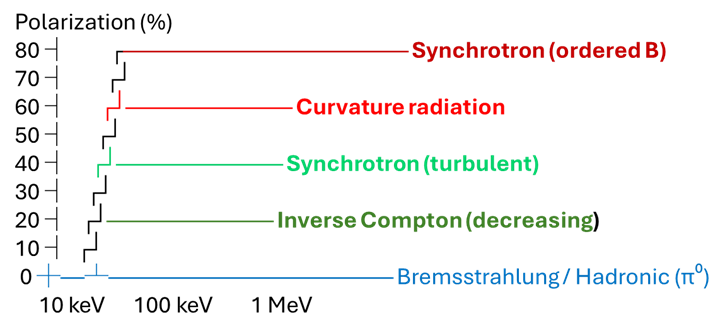 Polarization (%)
80 Synchrotron (ordered B)
70
60 Curvature radiation
50
40 Synchrotron (turbulent)
30
20 Inverse Compton (decreasing)
10
0 Bremsstrahlung / Hadronic (π⁰)
10 keV 100 keV 1 MeV